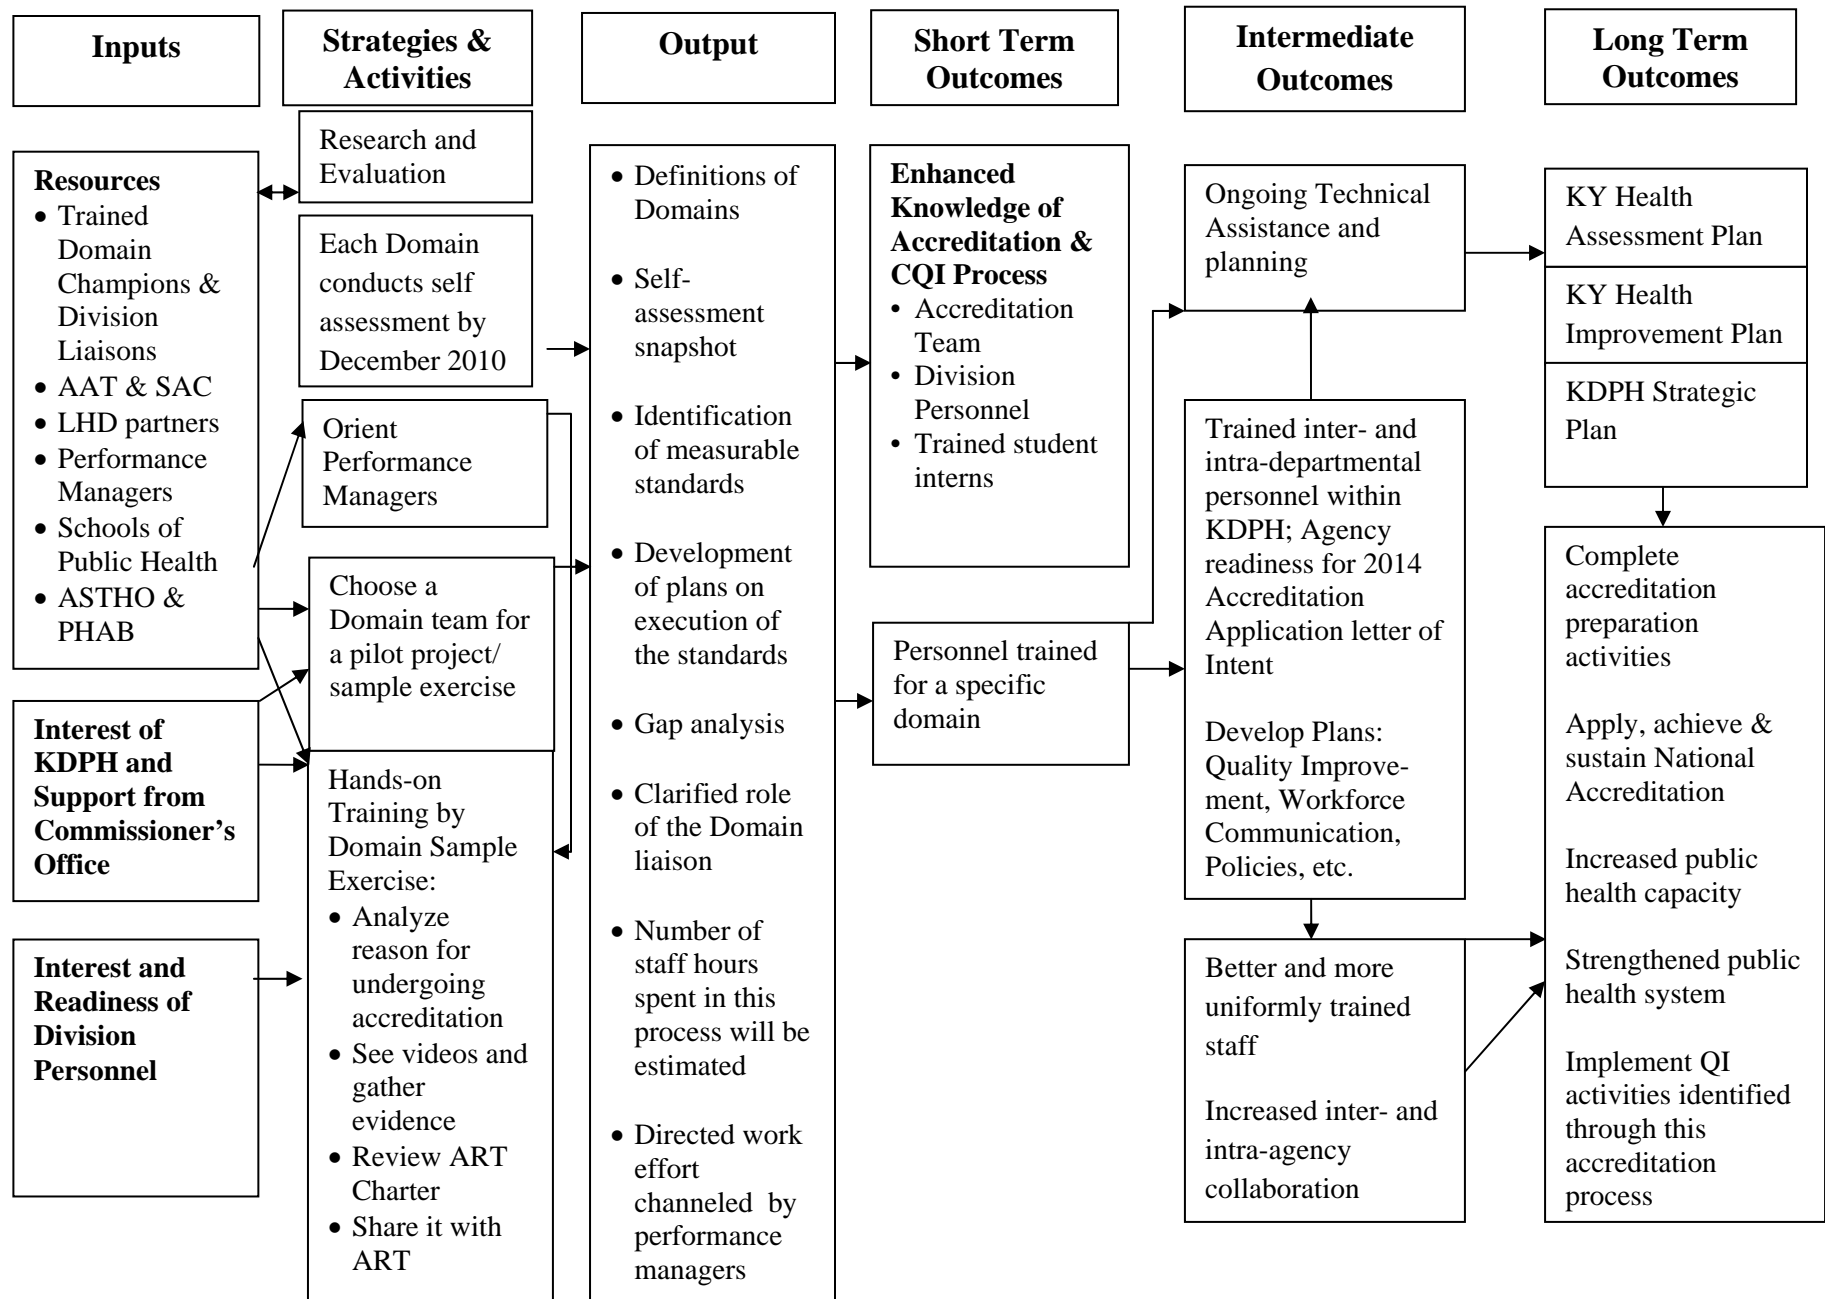 Inputs
Strategies &
Activities
Output
Short Term
Outcomes
Intermediate
Outcomes
Long Term
Outcomes
Resources
• Trained
Domain
Champions &
Division
Liaisons
• AAT & SAC
• LHD partners
• Performance
Managers
• Schools of
Public Health
• ASTHO &
PHAB
Interest of
KDPH and
Support from
Commissioner’s
Office
Interest and
Readiness of
Division
Personnel
Research and
Evaluation
Each Domain
conducts self
assessment by
December 2010
Orient
Performance
Managers
Choose a
Domain team for
a pilot project/
sample exercise
Hands-on
Training by
Domain Sample
Exercise:
• Analyze
reason for
undergoing
accreditation
• See videos and
gather
evidence
• Review ART
Charter
• Share it with
ART
• Definitions of
Domains
• Self-
assessment
snapshot
• Identification
of measurable
standards
• Development
of plans on
execution of
the standards
• Gap analysis
• Clarified role
of the Domain
liaison
• Number of
staff hours
spent in this
process will be
estimated
• Directed work
effort
channeled by
performance
managers
Enhanced
Knowledge of
Accreditation &
CQI Process
• Accreditation
Team
• Division
Personnel
• Trained student
interns
Personnel trained
for a specific
domain
Ongoing Technical
Assistance and
planning
Trained inter- and
intra-departmental
personnel within
KDPH; Agency
readiness for 2014
Accreditation
Application letter of
Intent
Develop Plans:
Quality Improve-
ment, Workforce
Communication,
Policies, etc.
Better and more
uniformly trained
staff
Increased inter- and
intra-agency
collaboration
KY Health
Assessment Plan
KY Health
Improvement Plan
KDPH Strategic
Plan
Complete
accreditation
preparation
activities
Apply, achieve &
sustain National
Accreditation
Increased public
health capacity
Strengthened public
health system
Implement QI
activities identified
through this
accreditation
process